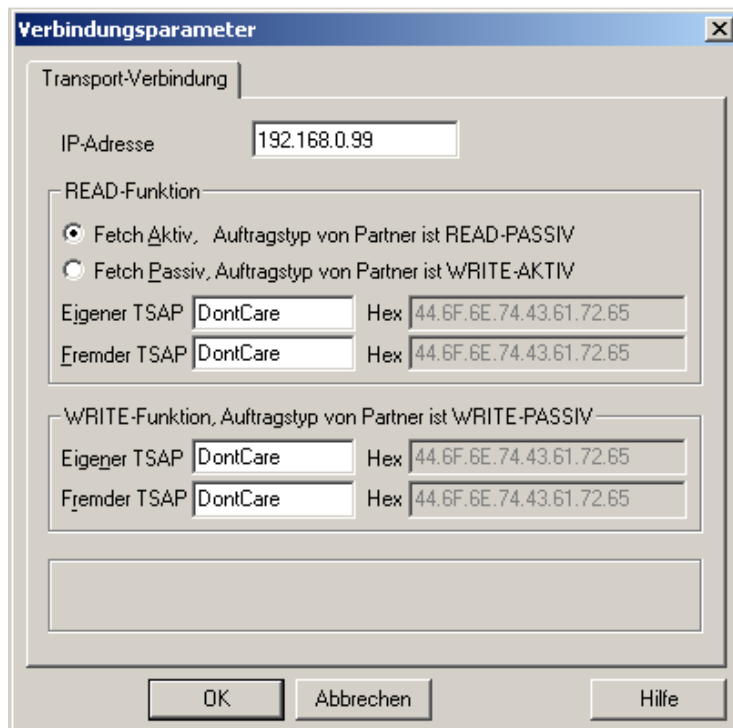 Verbindungsparameter
Transport-Verbindung
IP-Adresse 192.168.0.99
READ-Funktion
Fetch Aktiv, Auftragstyp von Partner ist READ-PASSIV
Fetch Passiv, Auftragstyp von Partner ist WRITE-AKTIV
Eigener TSAP DontCare Hex 44.6F.6E.74.43.61.72.65
Fremder TSAP DontCare Hex 44.6F.6E.74.43.61.72.65
WRITE-Funktion, Auftragstyp von Partner ist WRITE-PASSIV
Eigener TSAP DontCare Hex 44.6F.6E.74.43.61.72.65
Fremder TSAP DontCare Hex 44.6F.6E.74.43.61.72.65
OK Abbrechen Hilfe